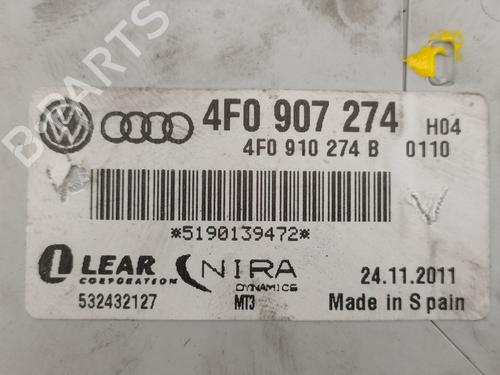 4F0 907 274 H04
4F0 910 274 B 0110
*5190139472*
LEAR CORPORATION
NIRA DYNAMICS
24.11.2011
532432127
MT3
Made in Spain
B-PARTS